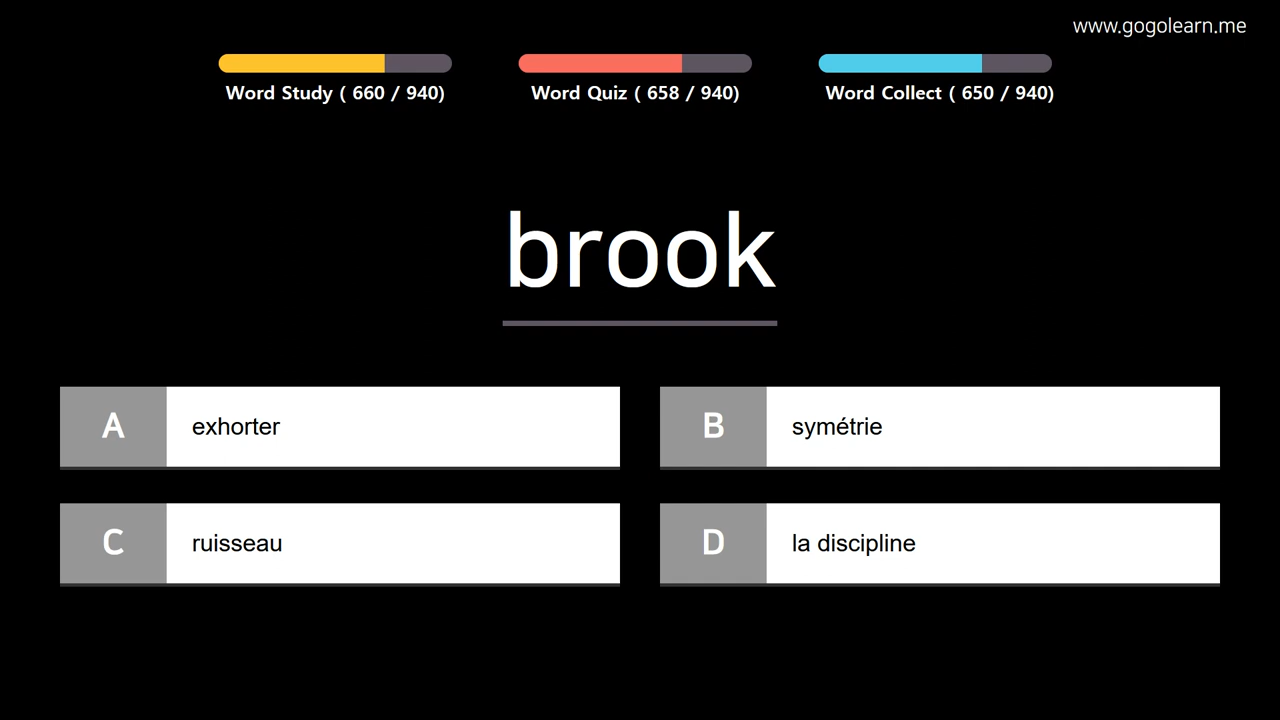 www.gogolearn.me
Word Study ( 660 / 940)
Word Quiz ( 658 / 940)
Word Collect ( 650 / 940)
brook
A
exhorter
B
symétrie
C
ruisseau
D
la discipline